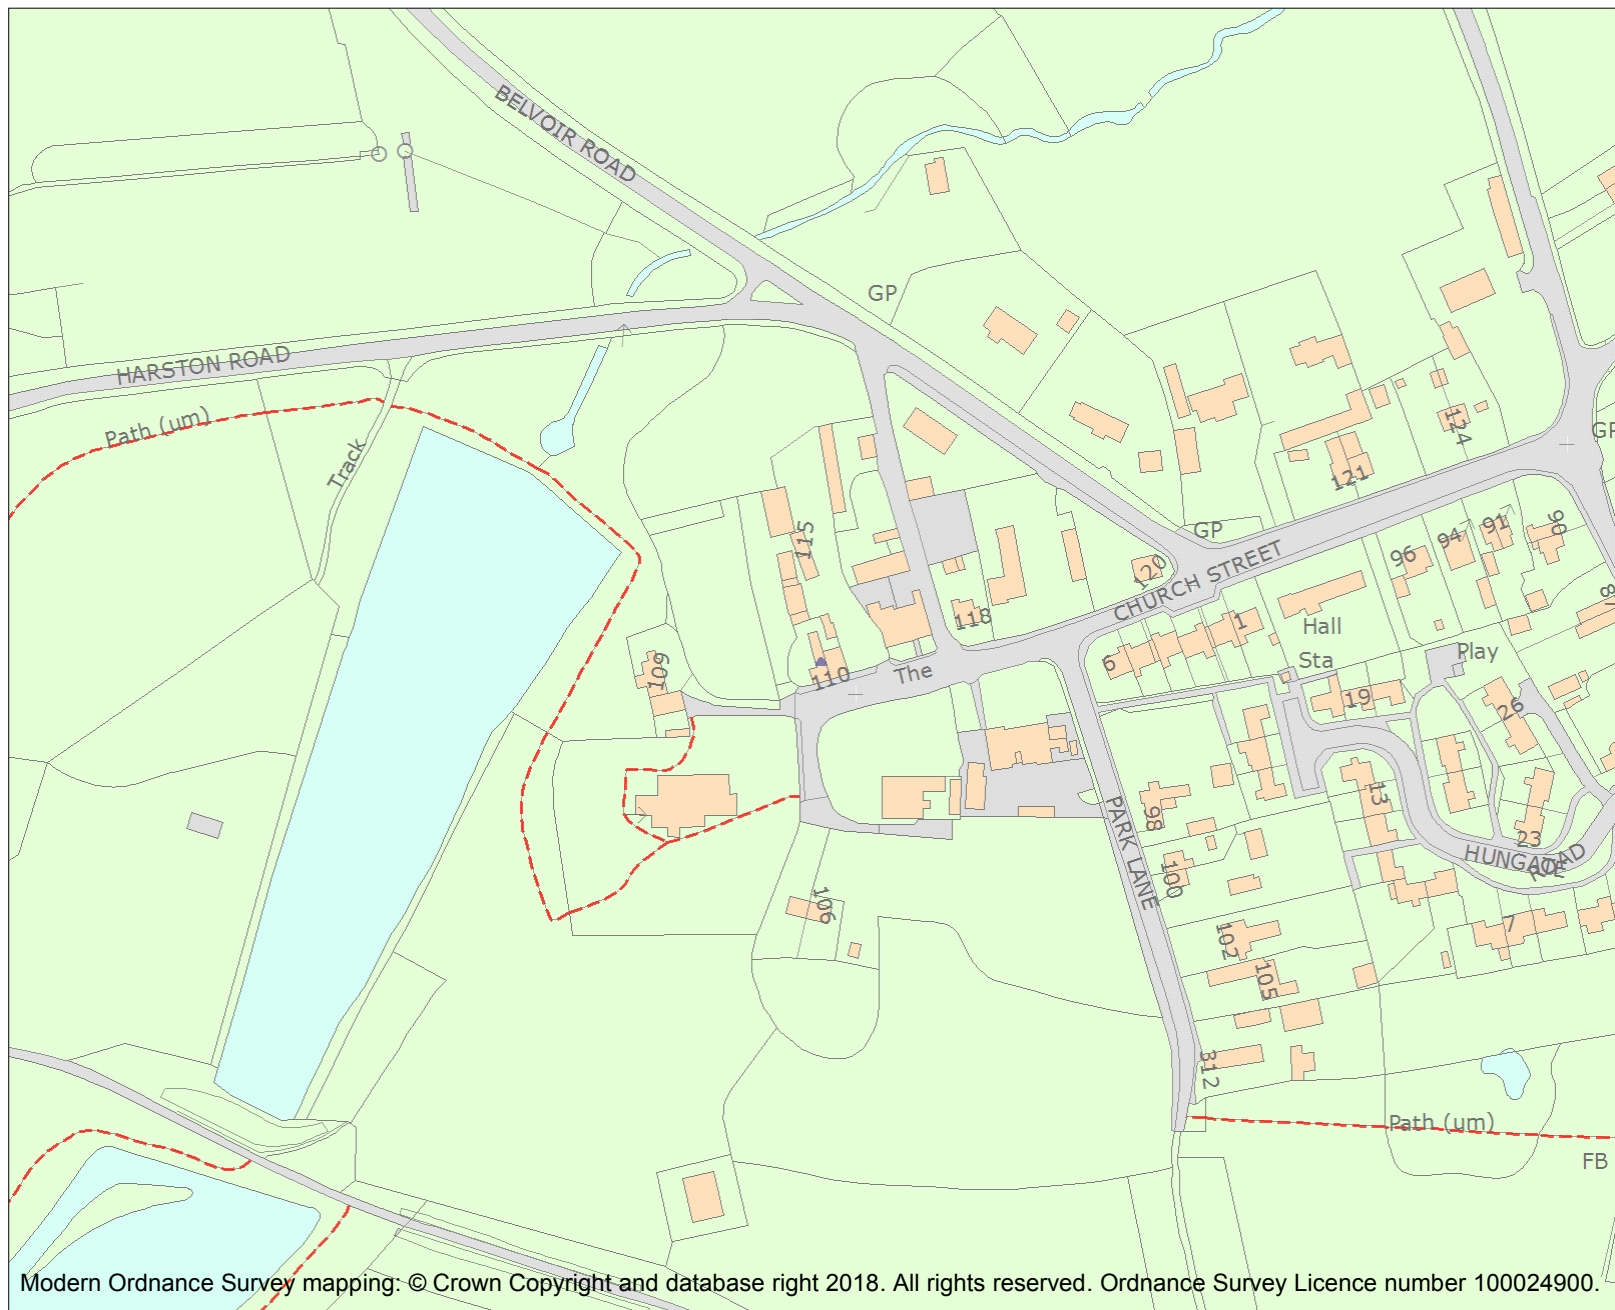 BELVOIR ROAD
GP
HARSTON ROAD
Path (um)
Track
124
GP
121
115
GP
120
CHURCH STREET
96
94
91
90
118
1
Hall
Sta
Play
6
109
110
The
19
26
13
98
PARK LANE
23
HUNGATE
ROAD
100
106
102
105
7
312
Path (um)
FB
Modern Ordnance Survey mapping: © Crown Copyright and database right 2018. All rights reserved. Ordnance Survey Licence number 100024900.